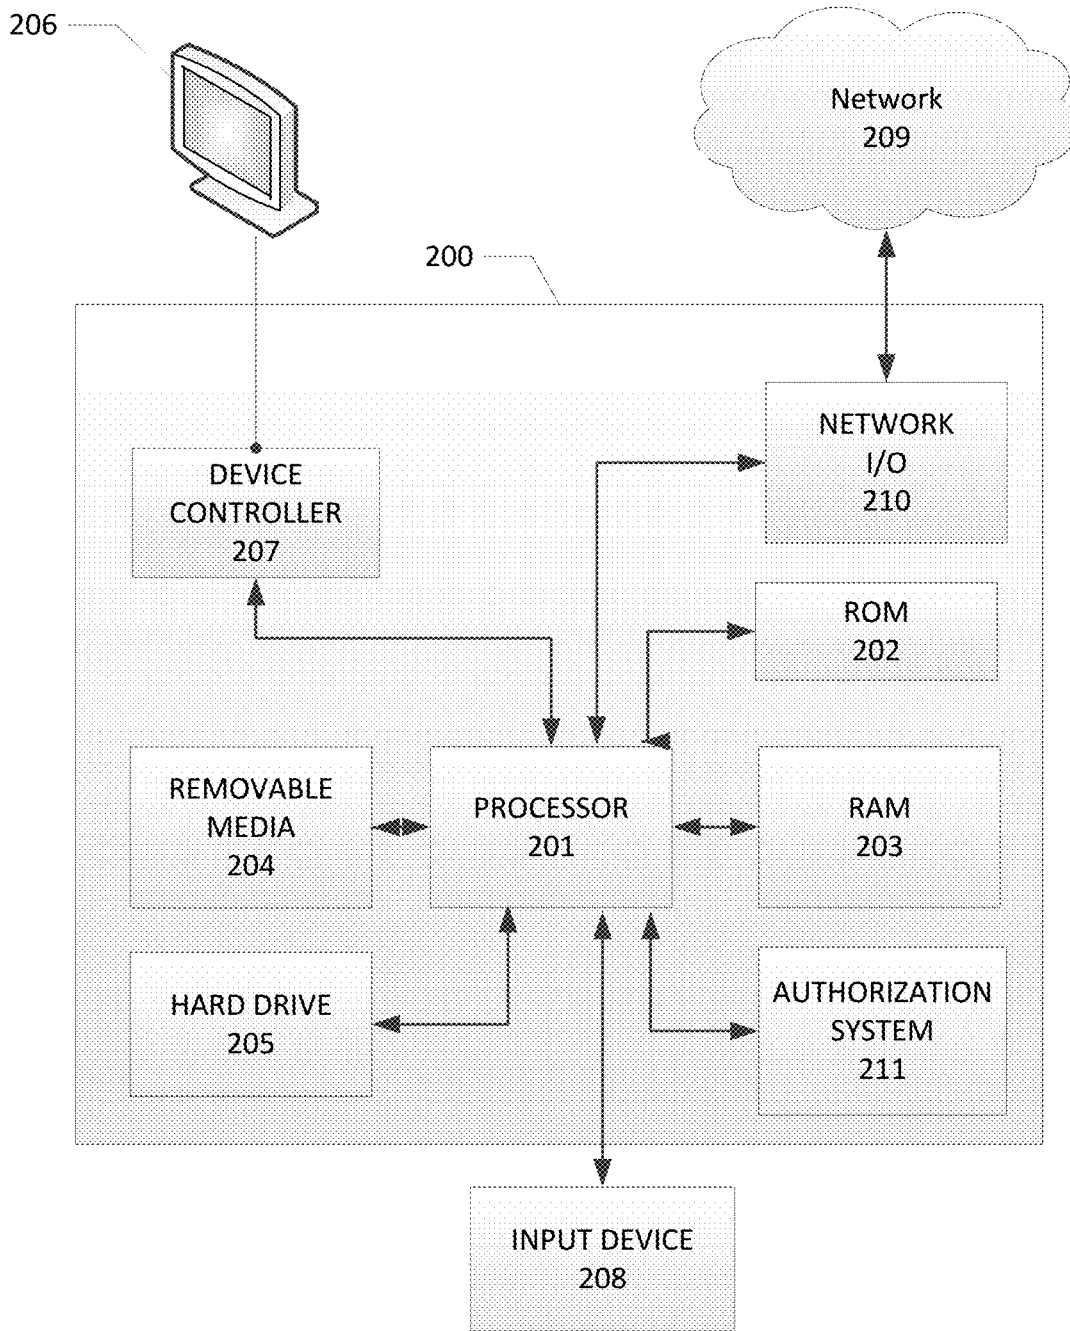 206
Network
209
200
NETWORK
I/O
210
DEVICE
CONTROLLER
207
ROM
202
REMOVABLE
MEDIA
204
PROCESSOR
201
RAM
203
HARD DRIVE
205
AUTHORIZATION
SYSTEM
211
INPUT DEVICE
208